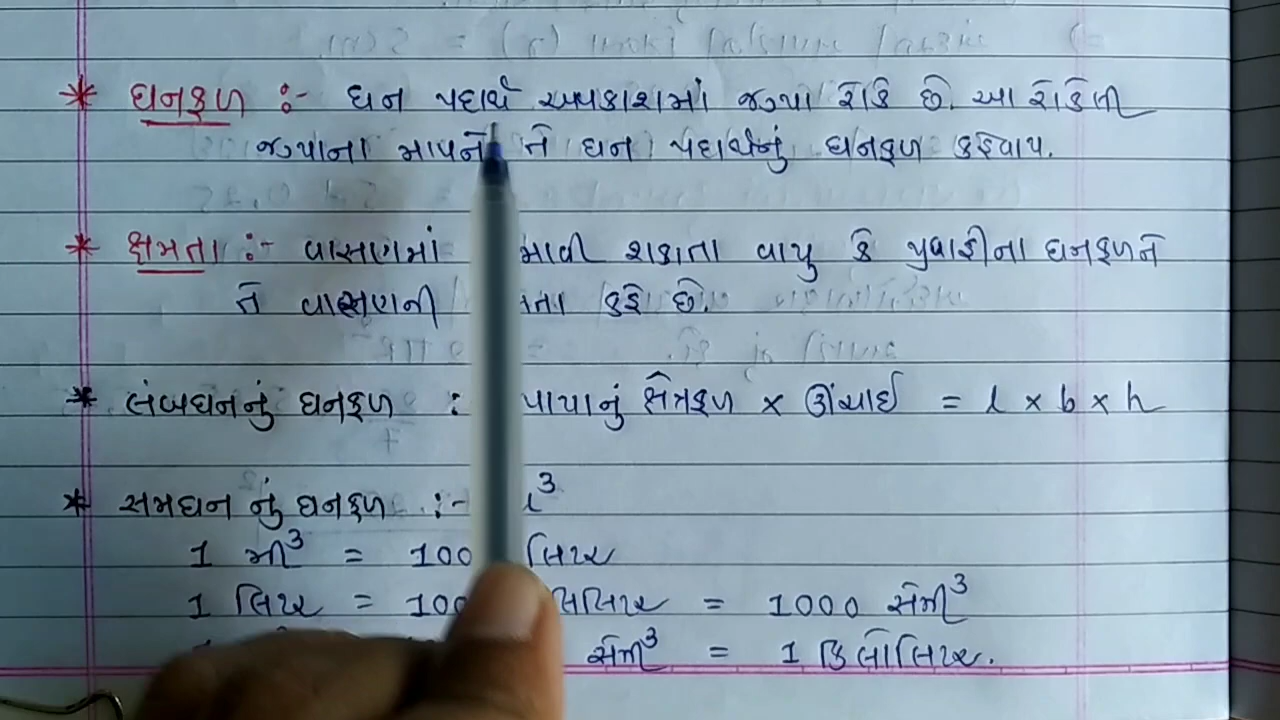 * ઘનફળ :- ઘન પદાર્થ અવકાશમાં જગ્યા રોકે છે. આ રોકેલી
જગ્યાના માપને તે ઘન પદાર્થનું ઘનફળ કહેવાય.
* ક્ષમતા :- વાસણમાં માવી શકાતા વાયુ કે પ્રવાહીના ઘનફળને
તે વાસણની તા કહે છે.
* લંબઘનનું ઘનફળ : પાયાનું ક્ષેત્રફળ × ઊંચાઈ = l × b × h
* સમઘન નું ઘનફળ :- l³
1 મી³ = 100 લિટર
1 લિટર = 100 લિલિટર = 1000 સેમી³
સેમી³ = 1 કિલોલિટર.